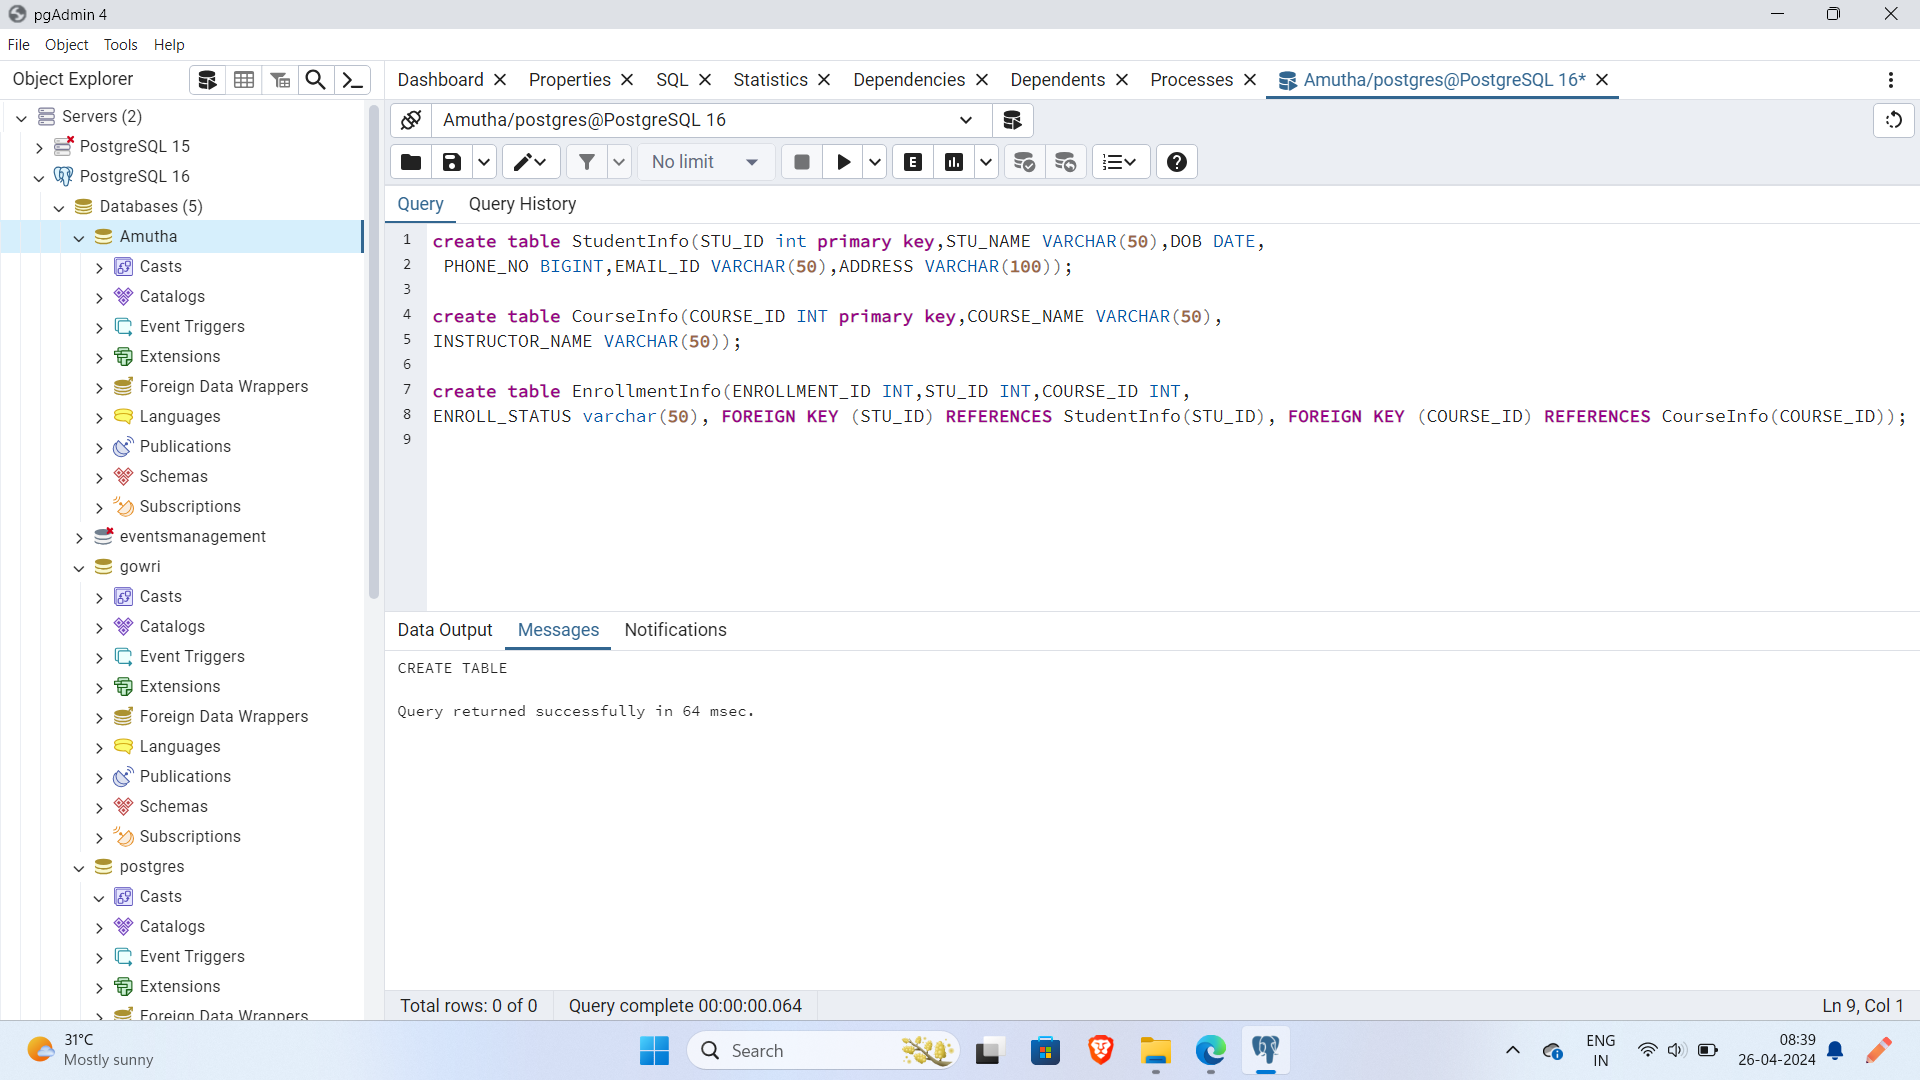 pgAdmin 4
File Object Tools Help
Object Explorer
Dashboard Properties SQL Statistics Dependencies Dependents Processes Amutha/postgres@PostgreSQL 16*
Servers (2)
PostgreSQL 15
PostgreSQL 16
Databases (5)
Amutha
Casts
Catalogs
Event Triggers
Extensions
Foreign Data Wrappers
Languages
Publications
Schemas
Subscriptions
eventsmanagement
gowri
Casts
Catalogs
Event Triggers
Extensions
Foreign Data Wrappers
Languages
Publications
Schemas
Subscriptions
postgres
Casts
Catalogs
Event Triggers
Extensions
Foreign Data Wrappers
Amutha/postgres@PostgreSQL 16
No limit
E
Query Query History
1 create table StudentInfo(STU_ID int primary key,STU_NAME VARCHAR(50),DOB DATE,
2 PHONE_NO BIGINT,EMAIL_ID VARCHAR(50),ADDRESS VARCHAR(100));
3
4 create table CourseInfo(COURSE_ID INT primary key,COURSE_NAME VARCHAR(50),
5 INSTRUCTOR_NAME VARCHAR(50));
6
7 create table EnrollmentInfo(ENROLLMENT_ID INT,STU_ID INT,COURSE_ID INT,
8 ENROLL_STATUS varchar(50), FOREIGN KEY (STU_ID) REFERENCES StudentInfo(STU_ID), FOREIGN KEY (COURSE_ID) REFERENCES CourseInfo(COURSE_ID));
9
Data Output Messages Notifications
CREATE TABLE
Query returned successfully in 64 msec.
Total rows: 0 of 0 Query complete 00:00:00.064 Ln 9, Col 1
31°C
Mostly sunny
Search
ENG
IN
08:39
26-04-2024